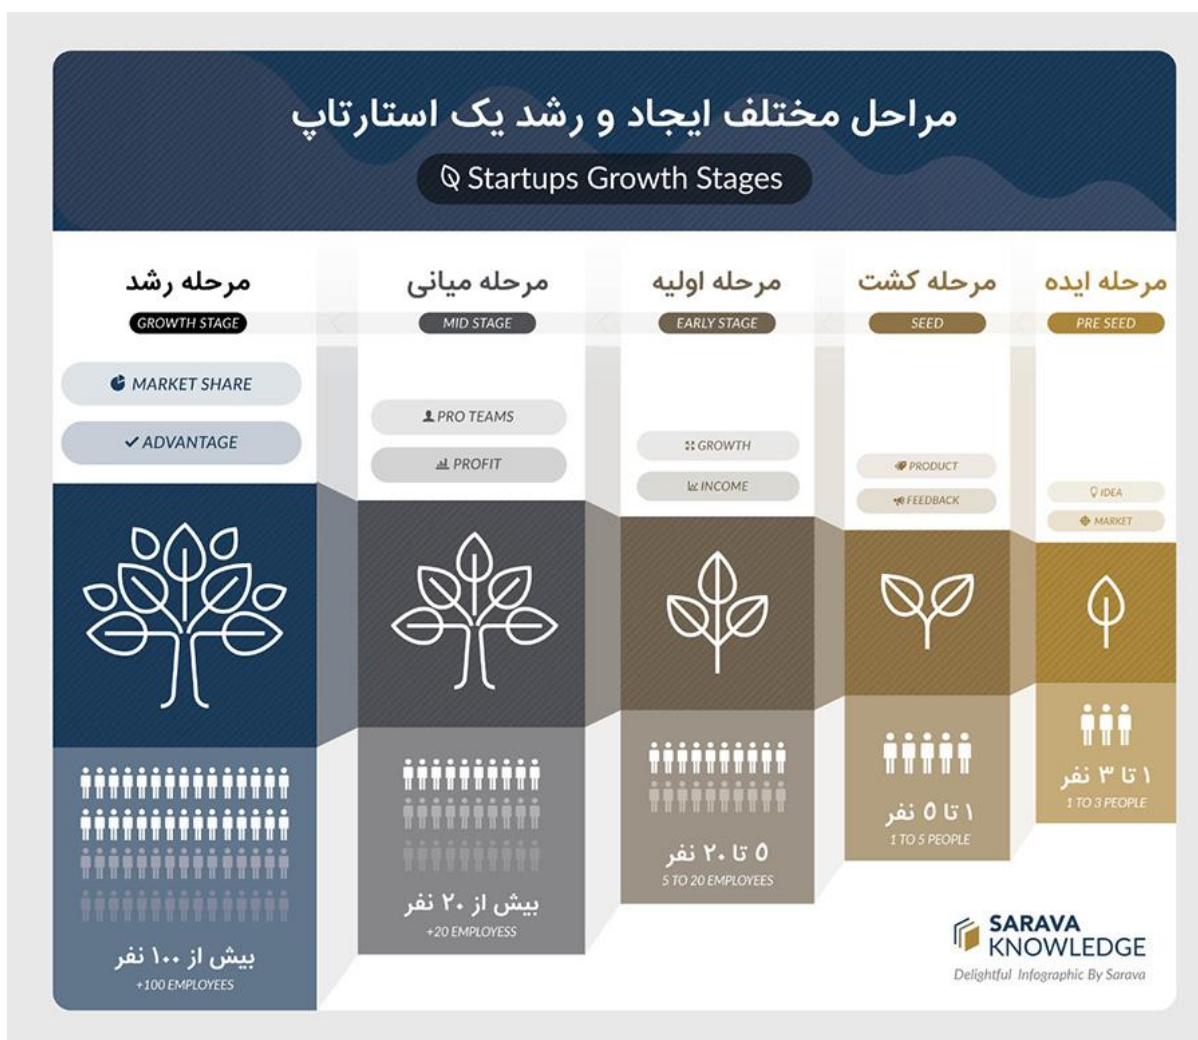 مراحل مختلف ایجاد و رشد یک استارتاپ
Startups Growth Stages
مرحله ایده
PRE SEED
IDEA
MARKET
۱ تا ۳ نفر
1 TO 3 PEOPLE
مرحله کشت
SEED
PRODUCT
FEEDBACK
۱ تا ۵ نفر
1 TO 5 PEOPLE
مرحله اولیه
EARLY STAGE
GROWTH
INCOME
۵ تا ۲۰ نفر
5 TO 20 EMPLOYEES
مرحله میانی
MID STAGE
PRO TEAMS
PROFIT
بیش از ۲۰ نفر
+20 EMPLOYESS
مرحله رشد
GROWTH STAGE
MARKET SHARE
ADVANTAGE
بیش از ۱۰۰ نفر
+100 EMPLOYEES
SARAVA
KNOWLEDGE
Delightful Infographic By Sarava